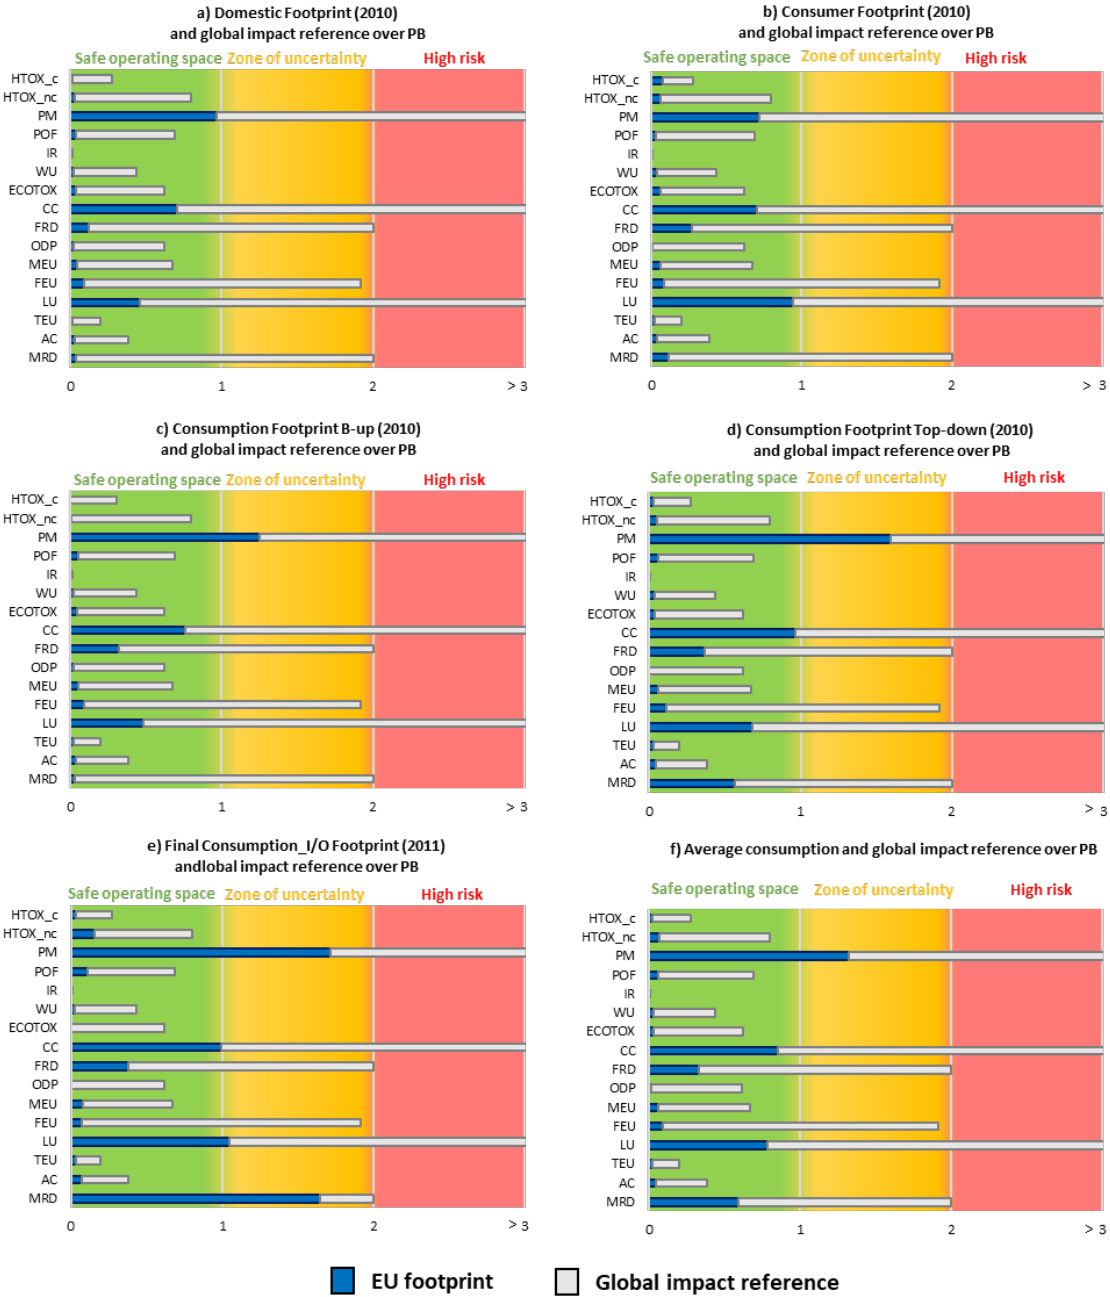 a) Domestic Footprint (2010)
and global impact reference over PB
Safe operating space Zone of uncertainty High risk
HTOX_c
HTOX_nc
PM
POF
IR
WU
ECOTOX
CC
FRD
ODP
MEU
FEU
LU
TEU
AC
MRD
0 1 2 > 3
b) Consumer Footprint (2010)
and global impact reference over PB
Safe operating space Zone of uncertainty High risk
HTOX_c
HTOX_nc
PM
POF
IR
WU
ECOTOX
CC
FRD
ODP
MEU
FEU
LU
TEU
AC
MRD
0 1 2 > 3
c) Consumption Footprint B-up (2010)
and global impact reference over PB
Safe operating space Zone of uncertainty High risk
HTOX_c
HTOX_nc
PM
POF
IR
WU
ECOTOX
CC
FRD
ODP
MEU
FEU
LU
TEU
AC
MRD
0 1 2 > 3
d) Consumption Footprint Top-down (2010)
and global impact reference over PB
Safe operating space Zone of uncertainty High risk
HTOX_c
HTOX_nc
PM
POF
IR
WU
ECOTOX
CC
FRD
ODP
MEU
FEU
LU
TEU
AC
MRD
0 1 2 > 3
e) Final Consumption_I/O Footprint (2011)
andlobal impact reference over PB
Safe operating space Zone of uncertainty High risk
HTOX_c
HTOX_nc
PM
POF
IR
WU
ECOTOX
CC
FRD
ODP
MEU
FEU
LU
TEU
AC
MRD
0 1 2 > 3
f) Average consumption and global impact reference over PB
Safe operating space Zone of uncertainty High risk
HTOX_c
HTOX_nc
PM
POF
IR
WU
ECOTOX
CC
FRD
ODP
MEU
FEU
LU
TEU
AC
MRD
0 1 2 > 3
EU footprint Global impact reference